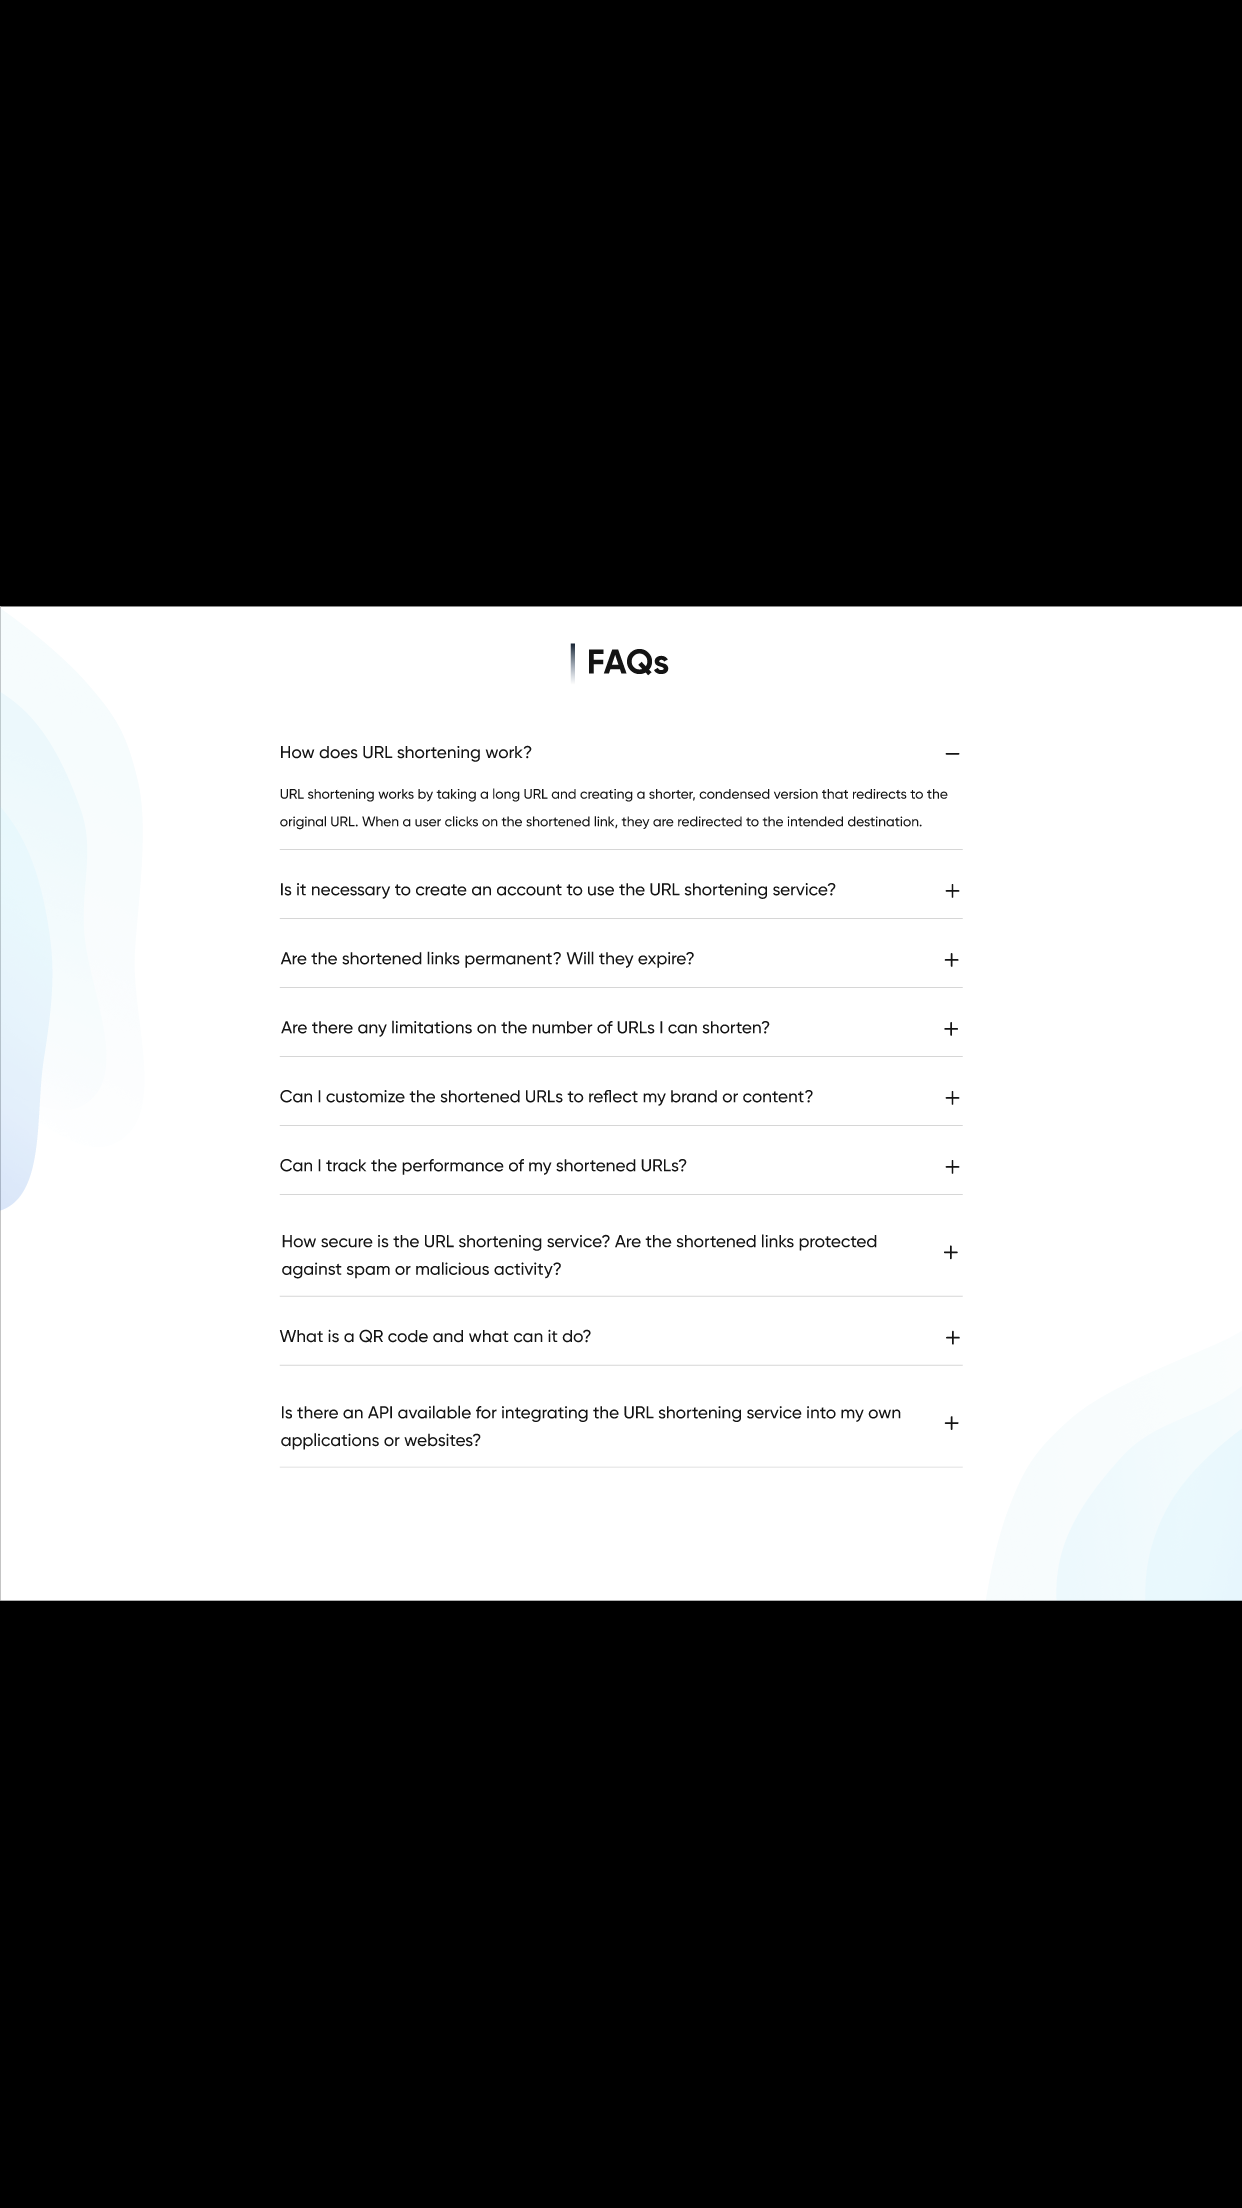 FAQs
How does URL shortening work?
URL shortening works by taking a long URL and creating a shorter, condensed version that redirects to the
original URL. When a user clicks on the shortened link, they are redirected to the intended destination.
Is it necessary to create an account to use the URL shortening service?
Are the shortened links permanent? Will they expire?
Are there any limitations on the number of URLs I can shorten?
Can I customize the shortened URLs to reflect my brand or content?
Can I track the performance of my shortened URLs?
How secure is the URL shortening service? Are the shortened links protected
against spam or malicious activity?
What is a QR code and what can it do?
Is there an API available for integrating the URL shortening service into my own
applications or websites?